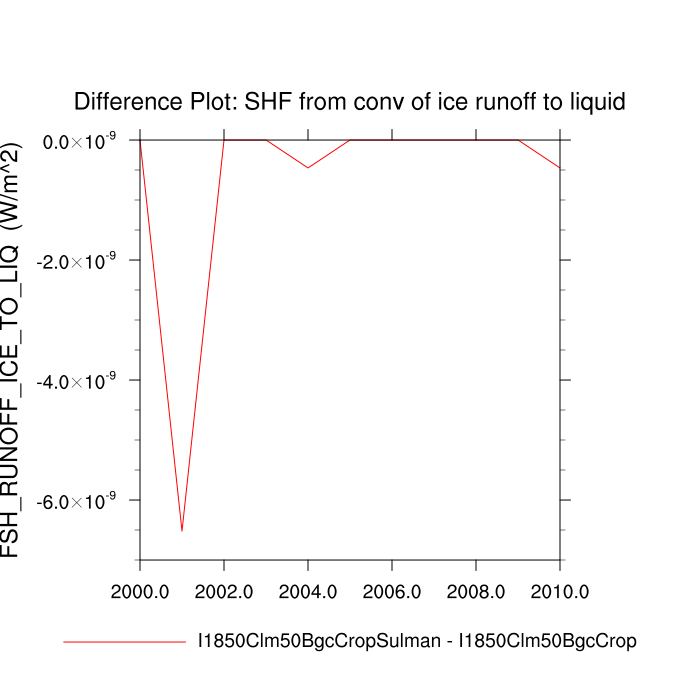 Difference Plot: SHF from conv of ice runoff to liquid
FSH_RUNOFF_ICE_TO_LIQ (W/m^2)
0.0×10⁻⁹
-2.0×10⁻⁹
-4.0×10⁻⁹
-6.0×10⁻⁹
2000.0 2002.0 2004.0 2006.0 2008.0 2010.0
I1850Clm50BgcCropSulman - I1850Clm50BgcCrop